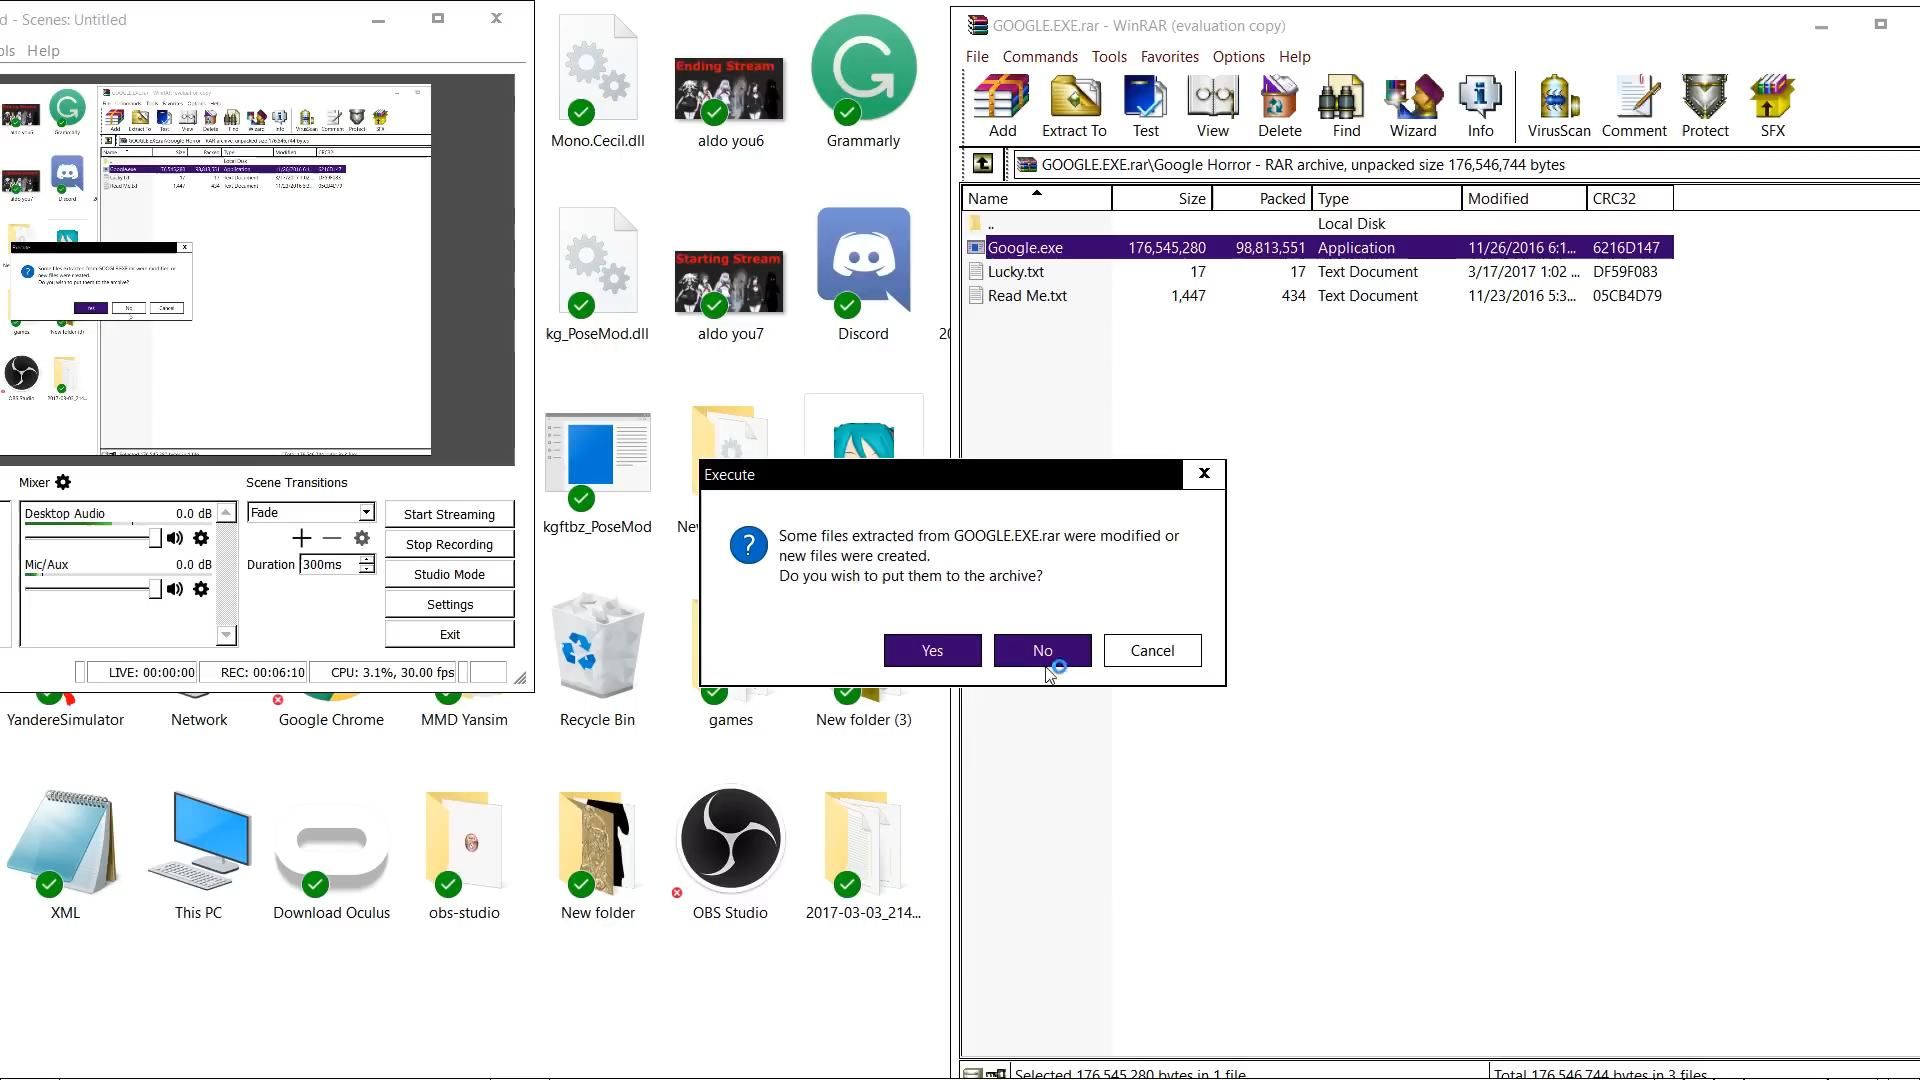 d - Scenes: Untitled
ols Help
Mixer
Desktop Audio 0.0 dB
Mic/Aux 0.0 dB
Scene Transitions
Fade
Duration 300ms
Start Streaming
Stop Recording
Studio Mode
Settings
Exit
LIVE: 00:00:00 REC: 00:06:10 CPU: 3.1%, 30.00 fps
Mono.Cecil.dll
Ending Stream
aldo you6
Grammarly
kg_PoseMod.dll
Starting Stream
aldo you7
Discord
20
kgftbz_PoseMod
Nev
YandereSimulator
Network
Google Chrome
MMD Yansim
Recycle Bin
games
New folder (3)
XML
This PC
Download Oculus
obs-studio
New folder
OBS Studio
2017-03-03_214...
GOOGLE.EXE.rar - WinRAR (evaluation copy)
File Commands Tools Favorites Options Help
Add Extract To Test View Delete Find Wizard Info VirusScan Comment Protect SFX
GOOGLE.EXE.rar\Google Horror - RAR archive, unpacked size 176,546,744 bytes
Name Size Packed Type Modified CRC32
.. Local Disk
Google.exe 176,545,280 98,813,551 Application 11/26/2016 6:1... 6216D147
Lucky.txt 17 17 Text Document 3/17/2017 1:02 ... DF59F083
Read Me.txt 1,447 434 Text Document 11/23/2016 5:3... 05CB4D79
Execute
Some files extracted from GOOGLE.EXE.rar were modified or
new files were created.
Do you wish to put them to the archive?
Yes No Cancel
Selected 176,545,280 bytes in 1 file
Total 176,546,744 bytes in 3 files